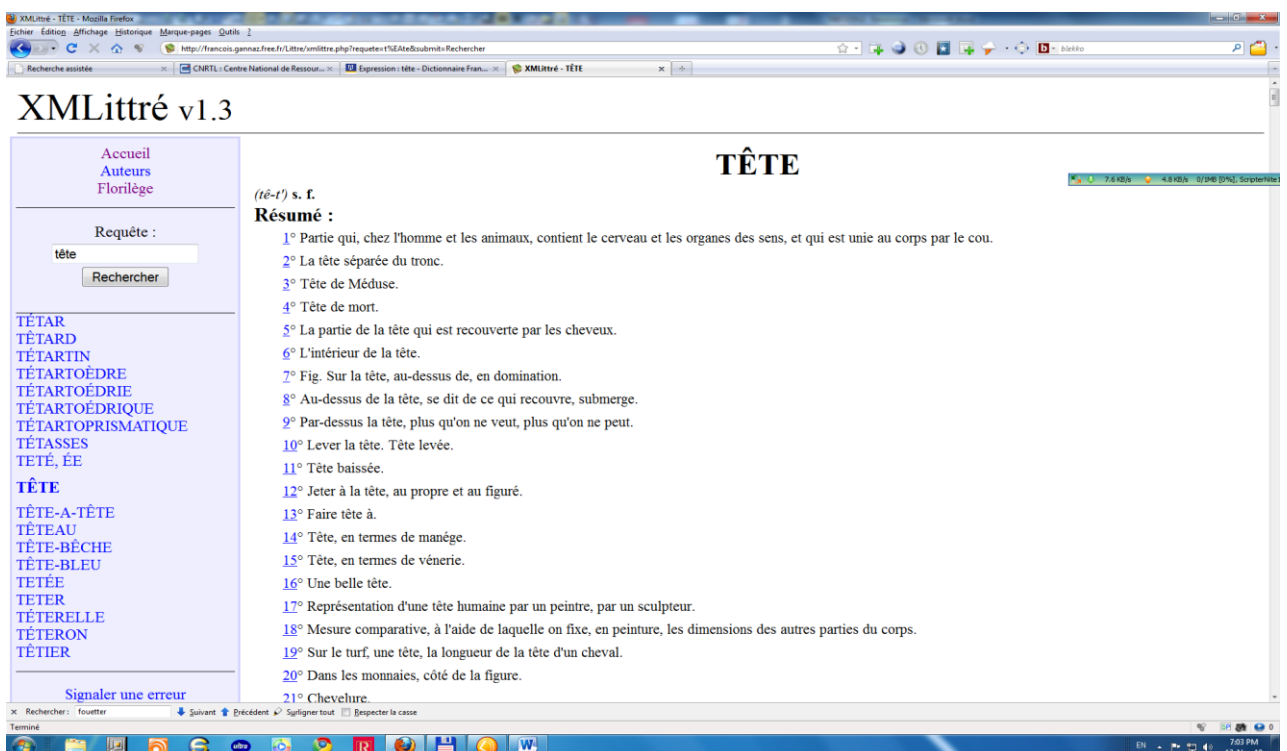 XMLittré - TÊTE - Mozilla Firefox
Fichier Édition Affichage Historique Marque-pages Outils ?
http://francois.gannaz.free.fr/Littre/xmlittre.php?requete=t%EAte&submit=Rechercher
blekko
Recherche assistée
CNRTL : Centre National de Ressour...
Expression : tête - Dictionnaire Fran...
XMLittré - TÊTE
XMLittré v1.3
Accueil
Auteurs
Florilège
Requête :
tête
Rechercher
TÉTAR
TÊTARD
TÉTARTIN
TÉTARTOÈDRE
TÉTARTOÉDRIE
TÉTARTOÉDRIQUE
TÉTARTOPRISMATIQUE
TÉTASSES
TETÉ, ÉE
TÊTE
TÊTE-A-TÊTE
TÊTEAU
TÊTE-BÊCHE
TÊTE-BLEU
TETÉE
TETER
TÉTERELLE
TÉTERON
TÊTIER
Signaler une erreur
TÊTE
7.6 KB/s 4.8 KB/s 0/1MB [0%], ScripterNite
(tê-t') s. f.
Résumé :
1° Partie qui, chez l'homme et les animaux, contient le cerveau et les organes des sens, et qui est unie au corps par le cou.
2° La tête séparée du tronc.
3° Tête de Méduse.
4° Tête de mort.
5° La partie de la tête qui est recouverte par les cheveux.
6° L'intérieur de la tête.
7° Fig. Sur la tête, au-dessus de, en domination.
8° Au-dessus de la tête, se dit de ce qui recouvre, submerge.
9° Par-dessus la tête, plus qu'on ne veut, plus qu'on ne peut.
10° Lever la tête. Tête levée.
11° Tête baissée.
12° Jeter à la tête, au propre et au figuré.
13° Faire tête à.
14° Tête, en termes de manége.
15° Tête, en termes de vénerie.
16° Une belle tête.
17° Représentation d'une tête humaine par un peintre, par un sculpteur.
18° Mesure comparative, à l'aide de laquelle on fixe, en peinture, les dimensions des autres parties du corps.
19° Sur le turf, une tête, la longueur de la tête d'un cheval.
20° Dans les monnaies, côté de la figure.
21° Chevelure.
Rechercher : fouetter Suivant Précédent Surligner tout Respecter la casse
Terminé
0
ultra
EN
7:03 PM